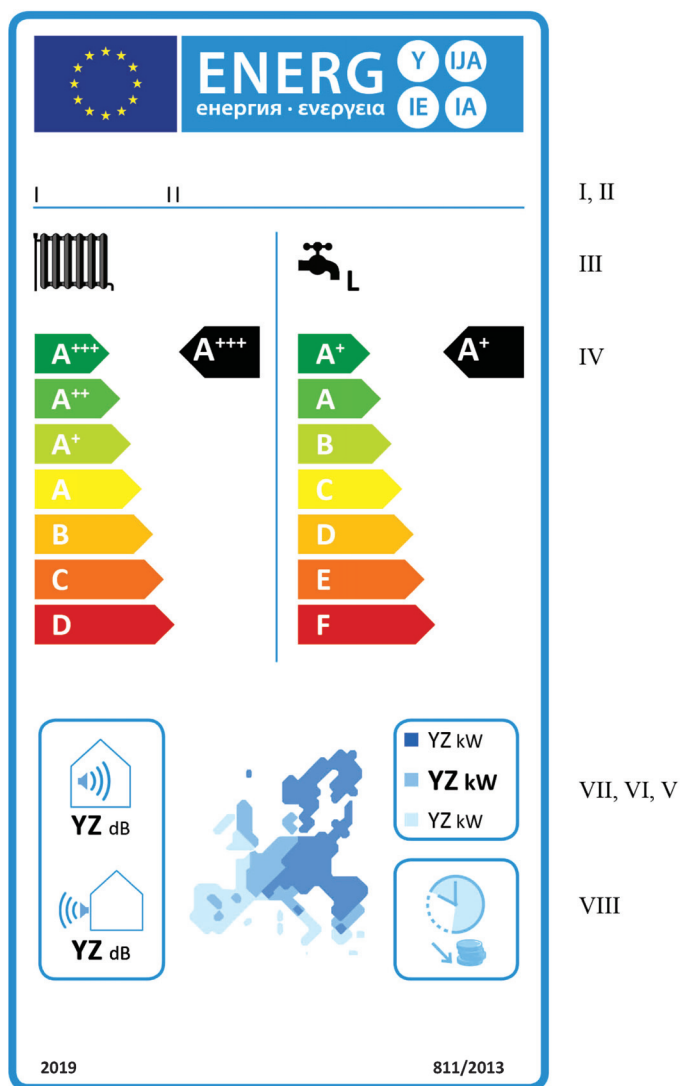 ENERG Y IJA
енергия · ενεργεια IE IA
I II I, II
L III
A+++ A+++ A+ A+ IV
A++ A
A+ B
A C
B D
C E
D F
YZ kW
YZ kW VII, VI, V
YZ dB YZ kW
VIII
YZ dB
2019 811/2013